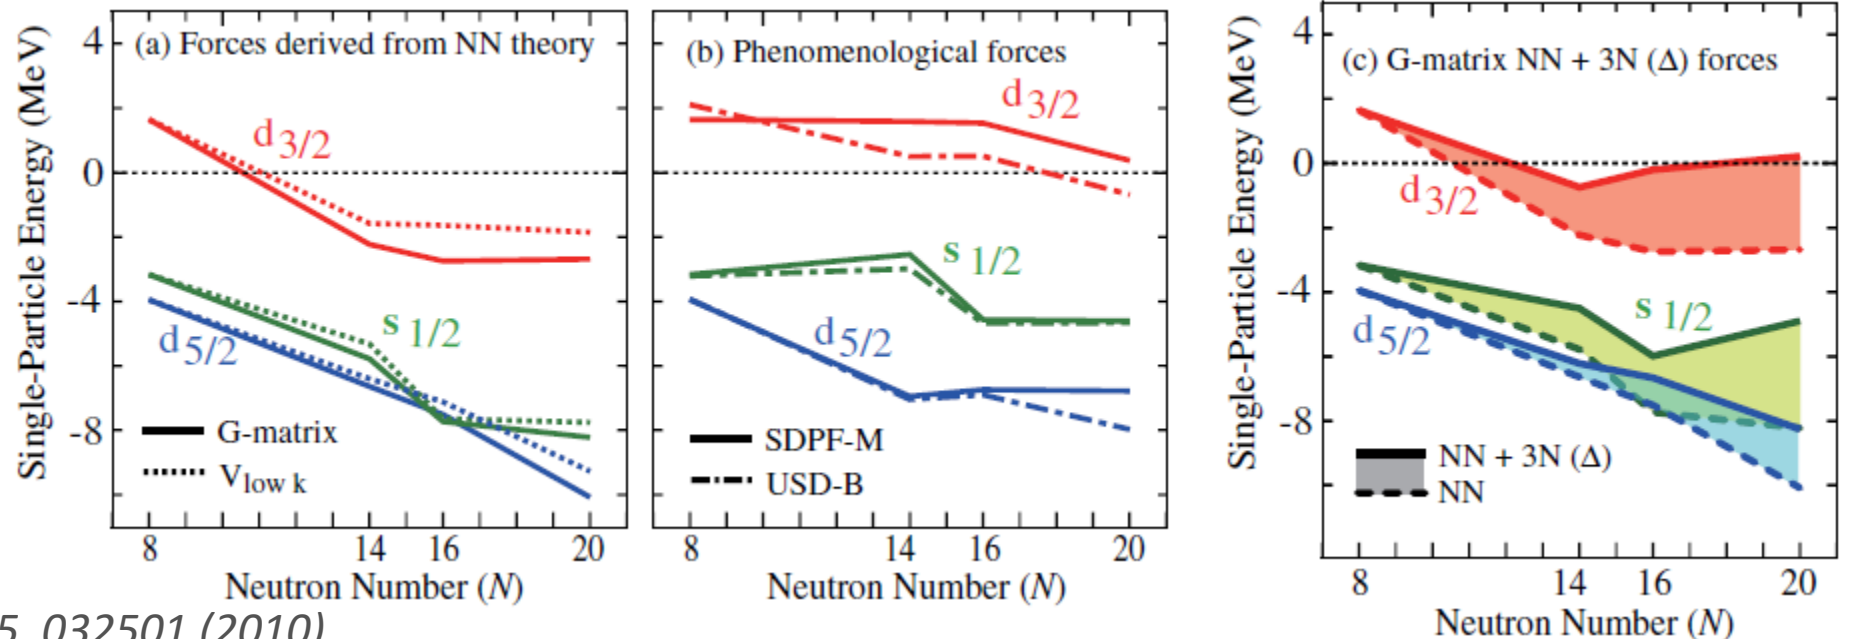 (a) Forces derived from NN theory
Single-Particle Energy (MeV)
4
0
-4
-8
d3/2
s1/2
d5/2
G-matrix
Vlow k
8 14 16 20
Neutron Number (N)
(b) Phenomenological forces
d3/2
s1/2
d5/2
SDPF-M
USD-B
8 14 16 20
Neutron Number (N)
(c) G-matrix NN + 3N (Δ) forces
Single-Particle Energy (MeV)
4
0
-4
-8
d3/2
s1/2
d5/2
NN + 3N (Δ)
NN
8 14 16 20
Neutron Number (N)
5, 032501 (2010)